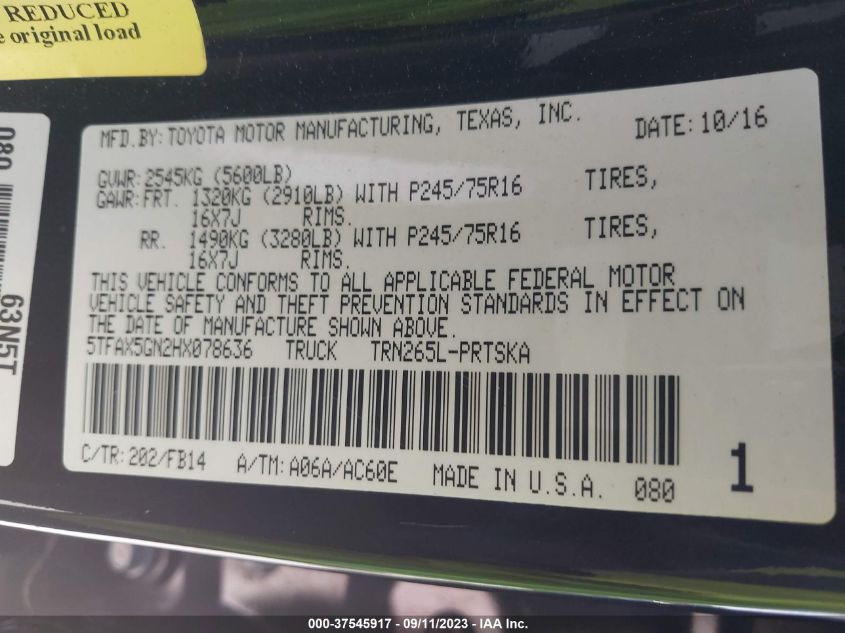 REDUCED
original load
080
63N5T
MFD.BY: TOYOTA MOTOR MANUFACTURING, TEXAS, INC. DATE: 10/16
GVWR: 2545KG (5600LB)
GAWR: FRT. 1320KG (2910LB) WITH P245/75R16 TIRES,
16X7J RIMS.
RR. 1490KG (3280LB) WITH P245/75R16 TIRES,
16X7J RIMS.
THIS VEHICLE CONFORMS TO ALL APPLICABLE FEDERAL MOTOR
VEHICLE SAFETY AND THEFT PREVENTION STANDARDS IN EFFECT ON
THE DATE OF MANUFACTURE SHOWN ABOVE.
5TFAX5GN2HX078636 TRUCK TRN265L-PRTSKA
C/TR: 202/FB14 A/TM: A06A/AC60E MADE IN U.S.A. 080 1
000-37545917 - 09/11/2023 - IAA Inc.